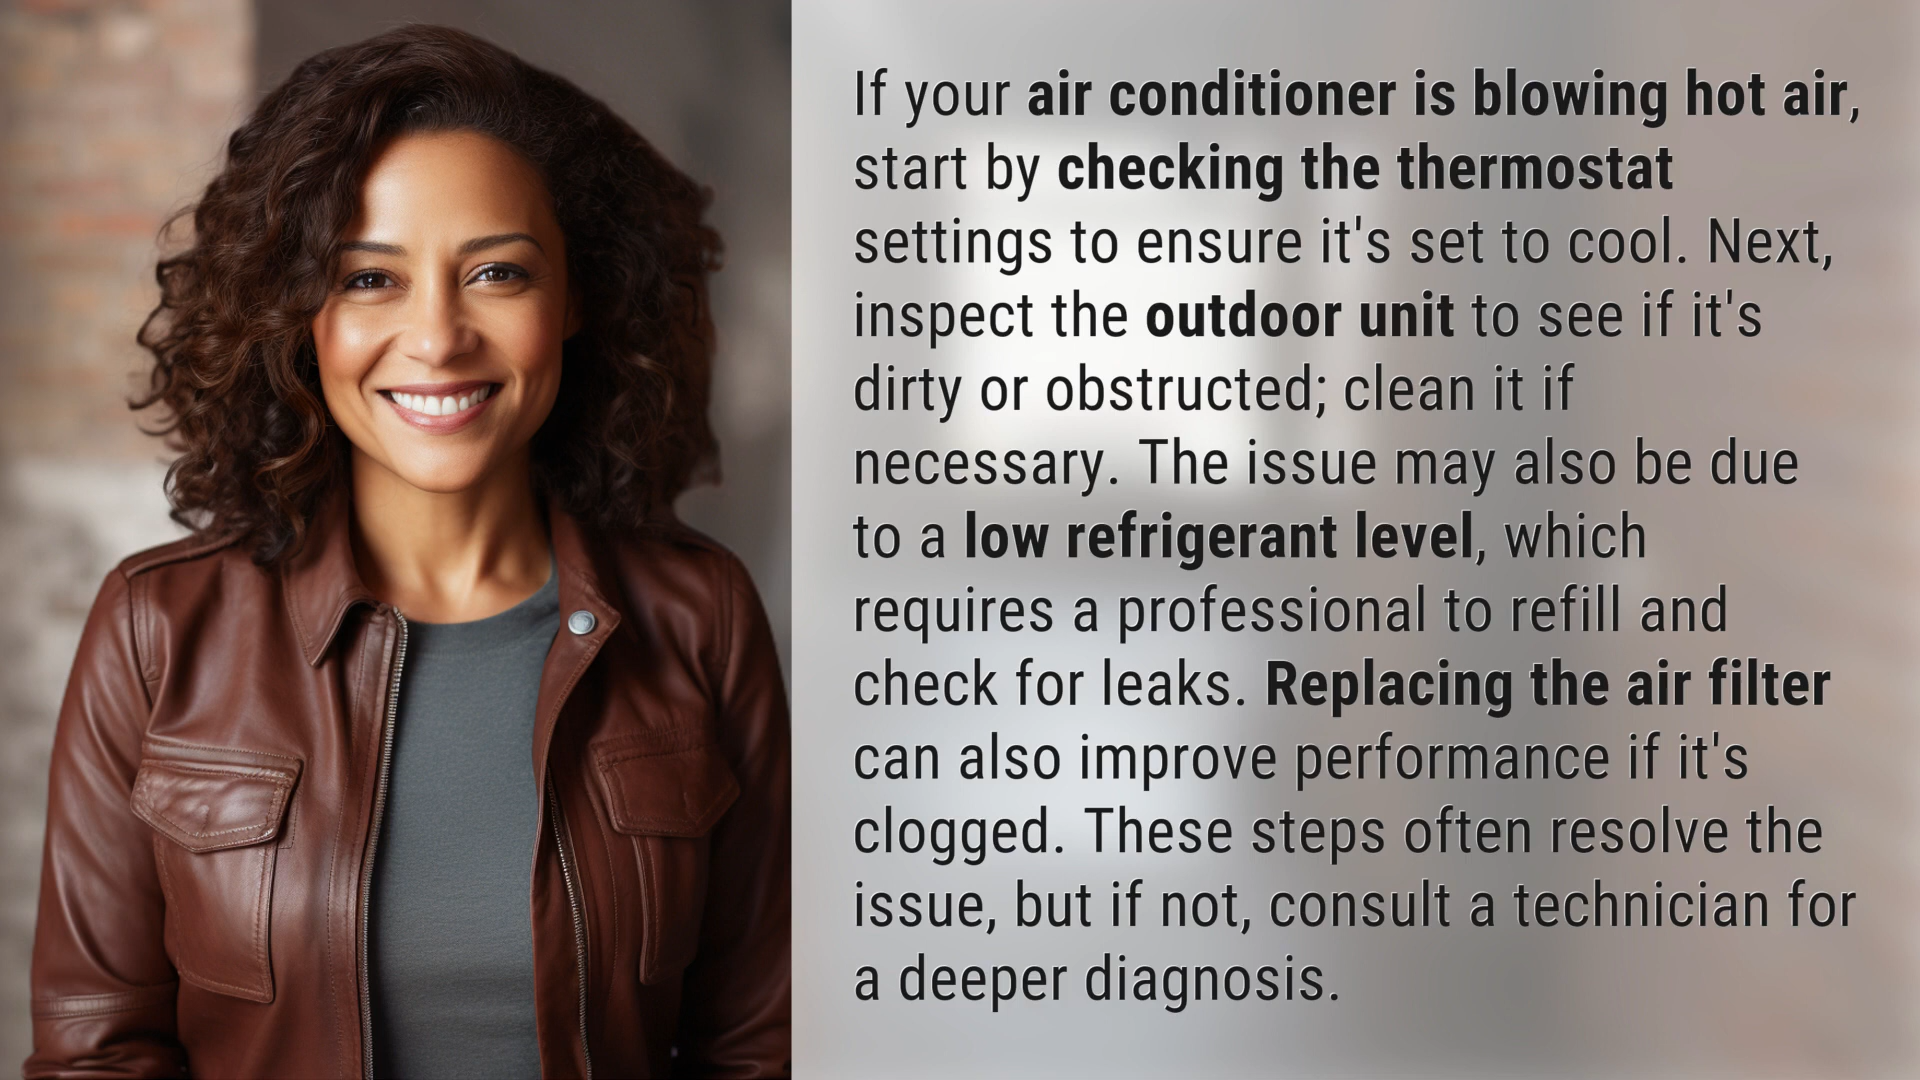 If your air conditioner is blowing hot air,
start by checking the thermostat
settings to ensure it's set to cool. Next,
inspect the outdoor unit to see if it's
dirty or obstructed; clean it if
necessary. The issue may also be due
to a low refrigerant level, which
requires a professional to refill and
check for leaks. Replacing the air filter
can also improve performance if it's
clogged. These steps often resolve the
issue, but if not, consult a technician for
a deeper diagnosis.